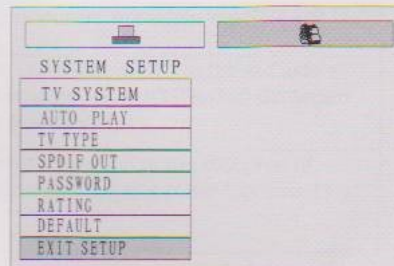 SYSTEM SETUP
TV SYSTEM
AUTO PLAY
TV TYPE
SPDIF OUT
PASSWORD
RATING
DEFAULT
EXIT SETUP